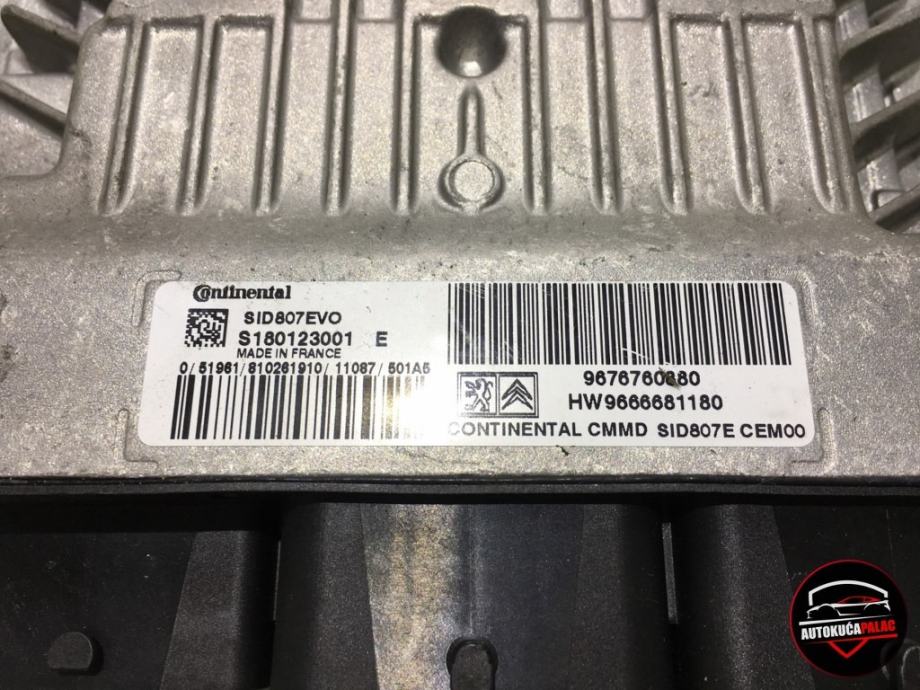 Continental
SID807EVO
S180123001 E
MADE IN FRANCE
0/51961/810261910/11087/501A5
9676760880
HW9666681180
CONTINENTAL CMMD SID807E CEM00
AUTOKUĆA PALAC